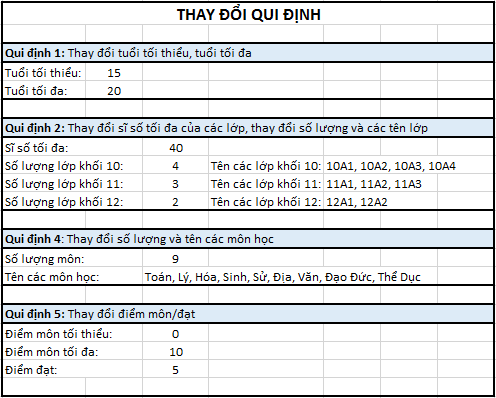 THAY ĐỔI QUI ĐỊNH
Qui định 1: Thay đổi tuổi tối thiểu, tuổi tối đa
Tuổi tối thiểu: 15
Tuổi tối đa: 20
Qui định 2: Thay đổi sĩ số tối đa của các lớp, thay đổi số lượng và các tên lớp
Sĩ số tối đa: 40
Số lượng lớp khối 10: 4 Tên các lớp khối 10: 10A1, 10A2, 10A3, 10A4
Số lượng lớp khối 11: 3 Tên các lớp khối 11: 11A1, 11A2, 11A3
Số lượng lớp khối 12: 2 Tên các lớp khối 12: 12A1, 12A2
Qui định 4: Thay đổi số lượng và tên các môn học
Số lượng môn: 9
Tên các môn học: Toán, Lý, Hóa, Sinh, Sử, Địa, Văn, Đạo Đức, Thể Dục
Qui định 5: Thay đổi điểm môn/đạt
Điểm môn tối thiểu: 0
Điểm môn tối đa: 10
Điểm đạt: 5